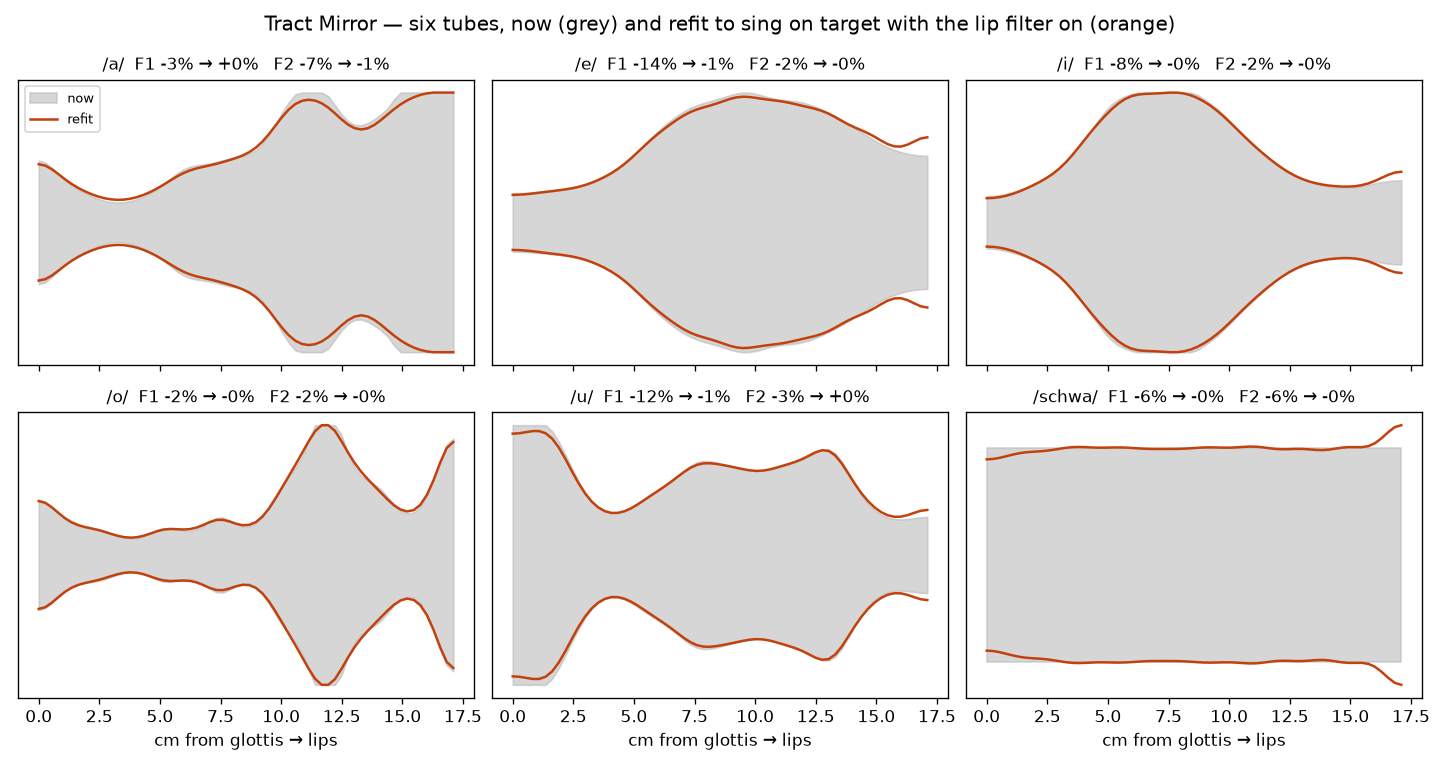 Tract Mirror — six tubes, now (grey) and refit to sing on target with the lip filter on (orange)
/a/ F1 -3% → +0% F2 -7% → -1%
/e/ F1 -14% → -1% F2 -2% → -0%
/i/ F1 -8% → -0% F2 -2% → -0%
now
refit
/o/ F1 -2% → -0% F2 -2% → -0%
/u/ F1 -12% → -1% F2 -3% → +0%
/schwa/ F1 -6% → -0% F2 -6% → -0%
0.0 2.5 5.0 7.5 10.0 12.5 15.0 17.5
0.0 2.5 5.0 7.5 10.0 12.5 15.0 17.5
0.0 2.5 5.0 7.5 10.0 12.5 15.0 17.5
cm from glottis → lips
cm from glottis → lips
cm from glottis → lips